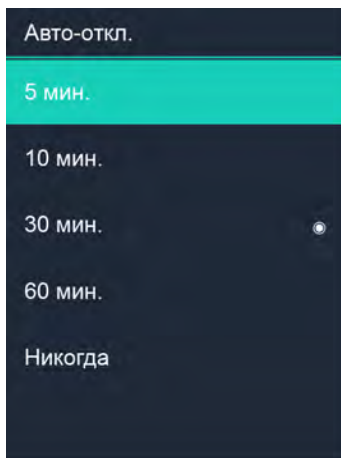 Авто-откл.
5 мин.
10 мин.
30 мин.
60 мин.
Никогда